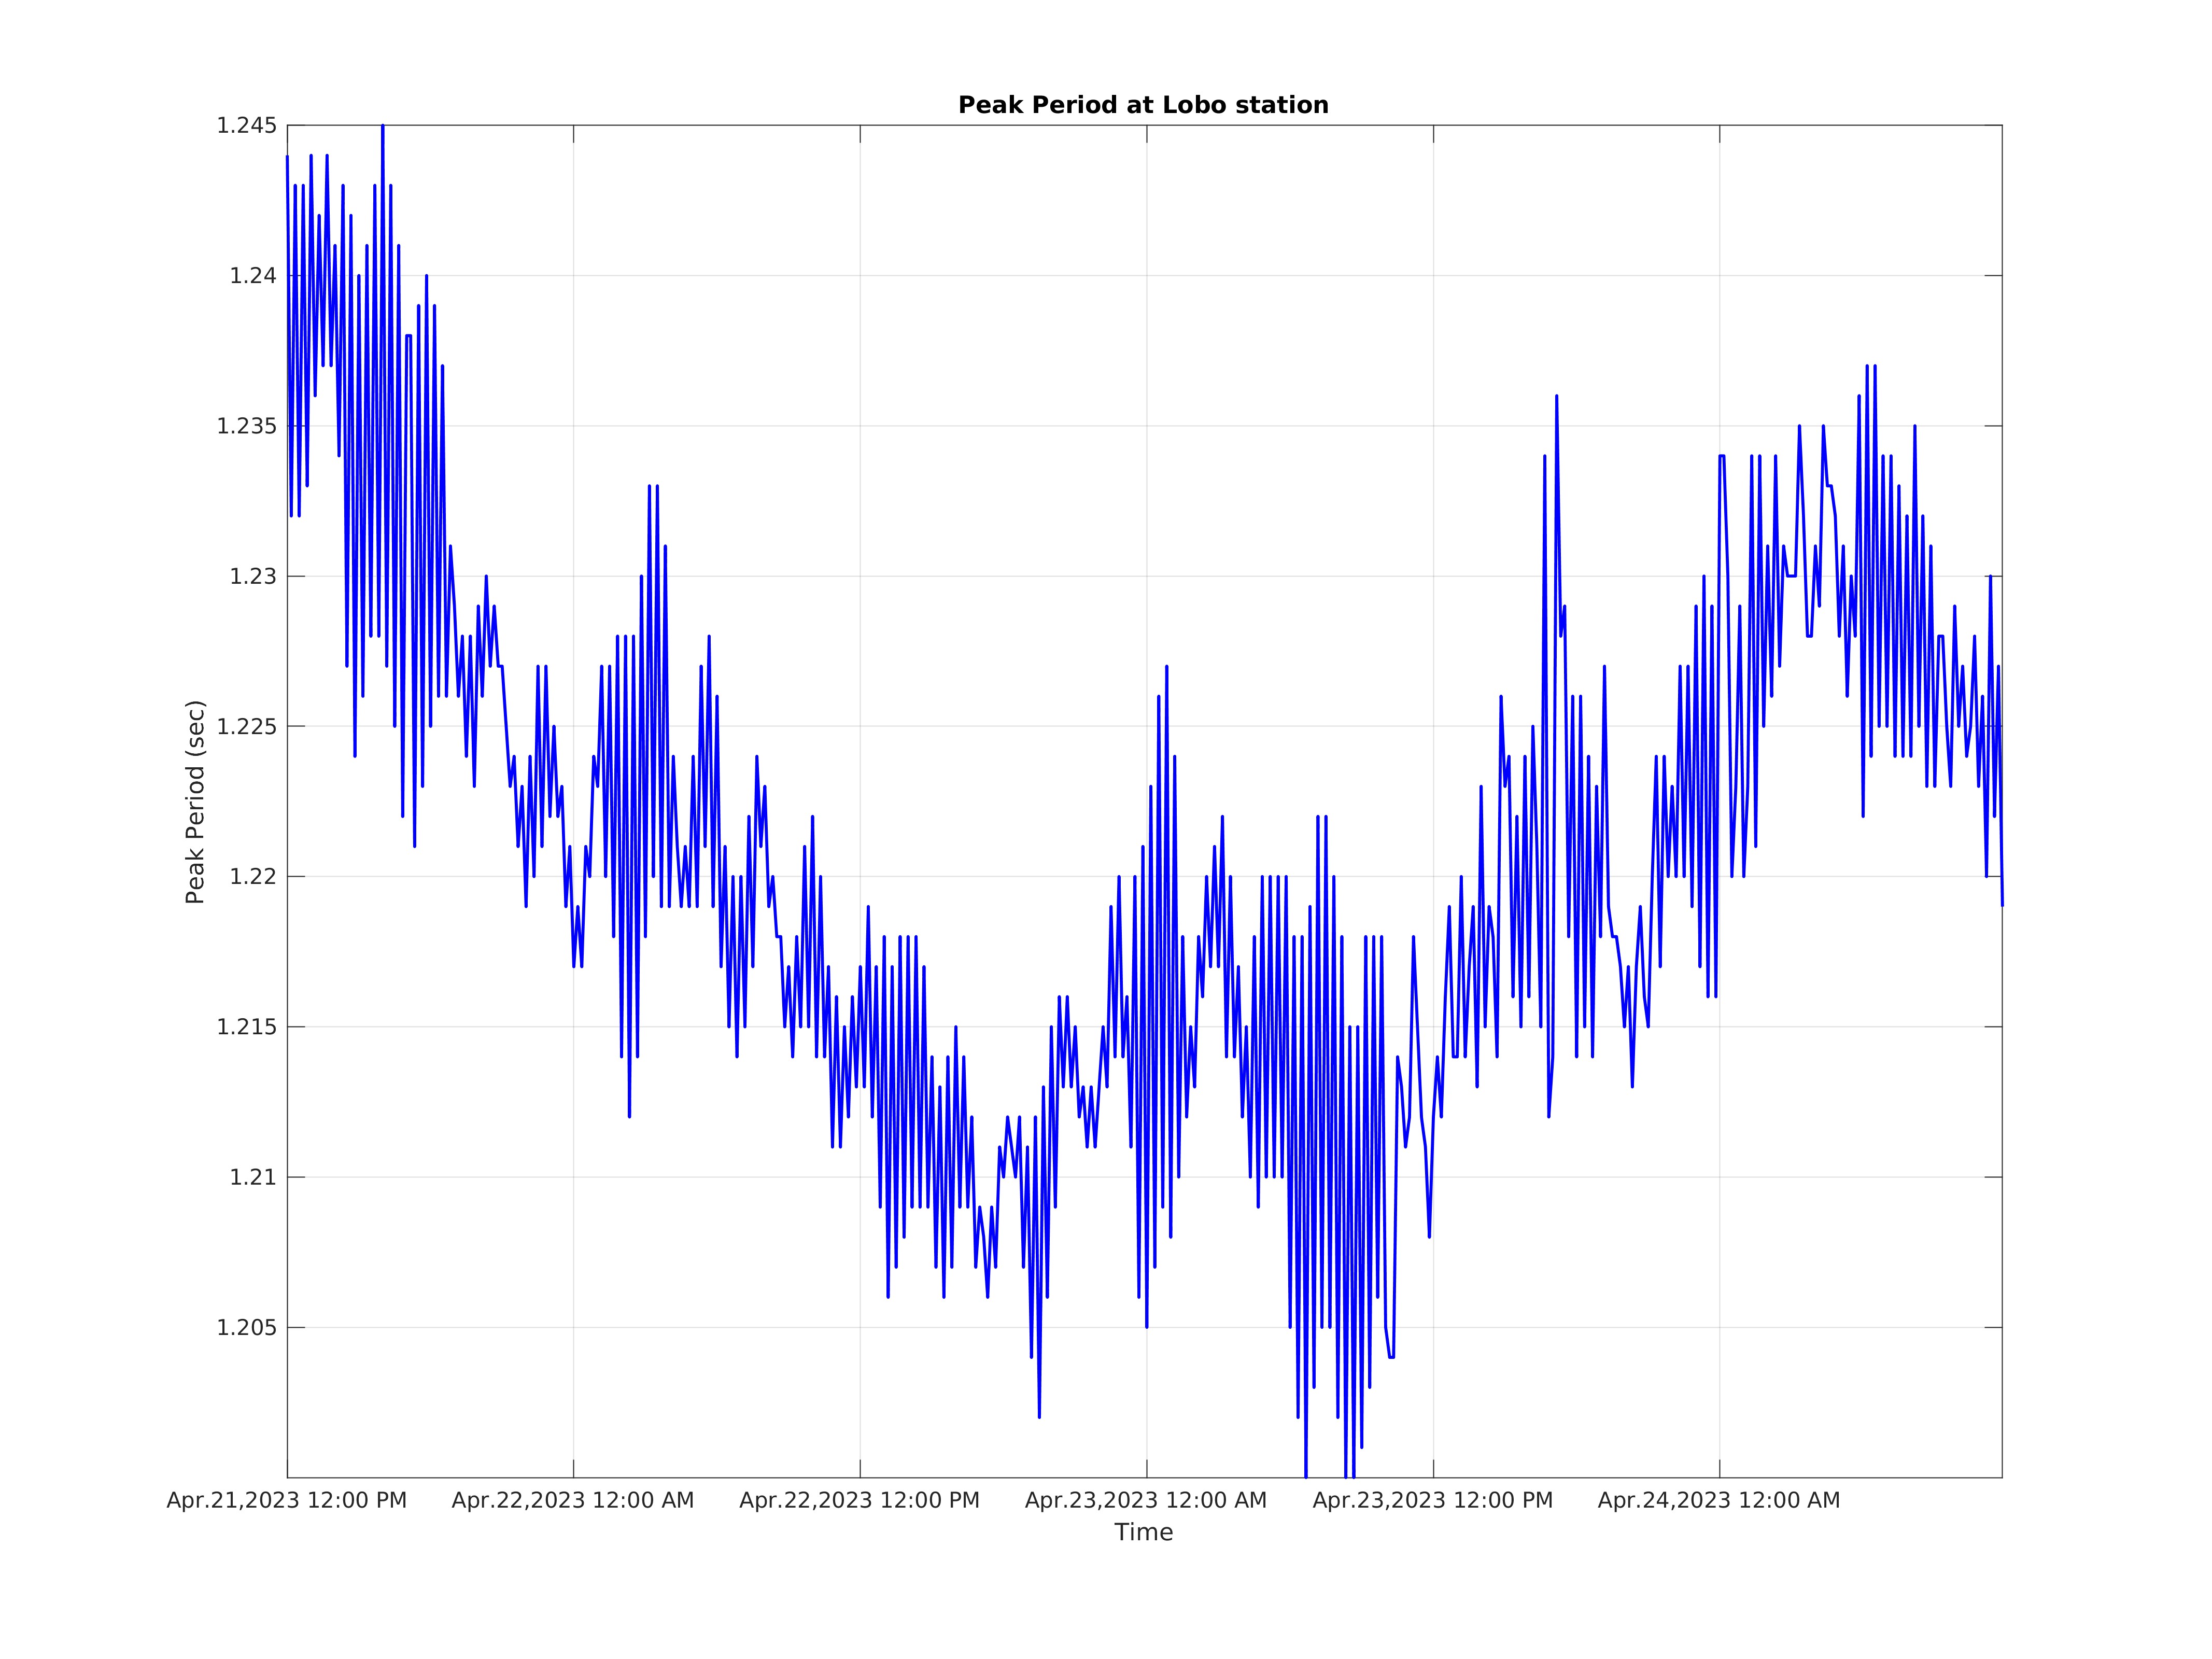 Peak Period at Lobo station
1.245
1.24
1.235
1.23
1.225
1.22
1.215
1.21
1.205
Peak Period (sec)
Apr.21,2023 12:00 PM Apr.22,2023 12:00 AM Apr.22,2023 12:00 PM Apr.23,2023 12:00 AM Apr.23,2023 12:00 PM Apr.24,2023 12:00 AM
Time